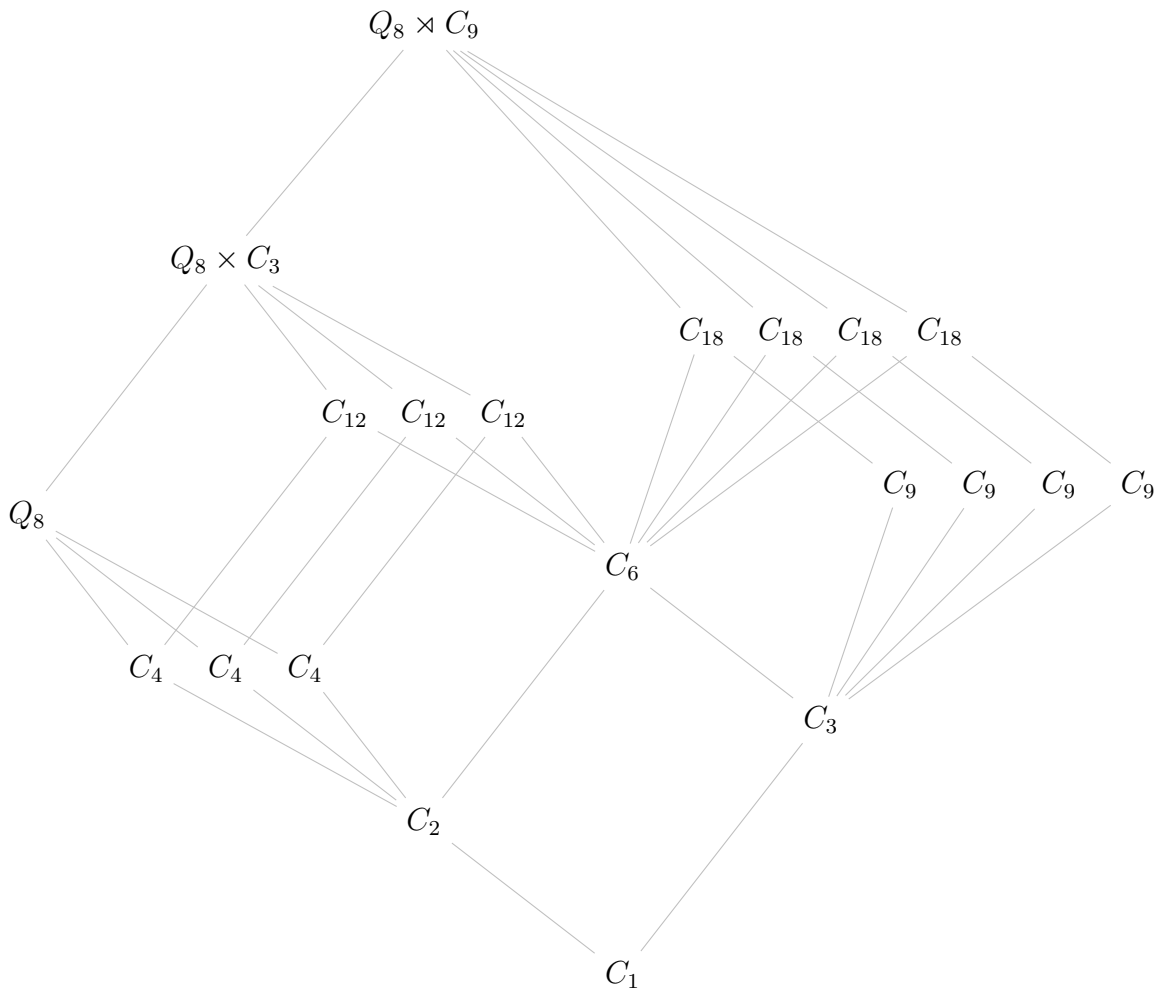 Q₈ ⋊ C₉
Q₈ × C₃
C₁₈ C₁₈ C₁₈ C₁₈
C₁₂ C₁₂ C₁₂
C₉ C₉ C₉ C₉
Q₈
C₆
C₄ C₄ C₄
C₃
C₂
C₁